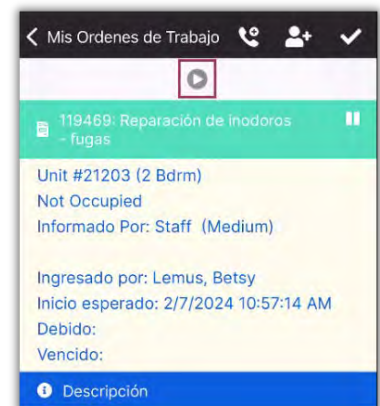 Mis Ordenes de Trabajo
119469: Reparación de inodoros
- fugas
Unit #21203 (2 Bdrm)
Not Occupied
Informado Por: Staff (Medium)
Ingresado por: Lemus, Betsy
Inicio esperado: 2/7/2024 10:57:14 AM
Debido:
Vencido:
Descripción